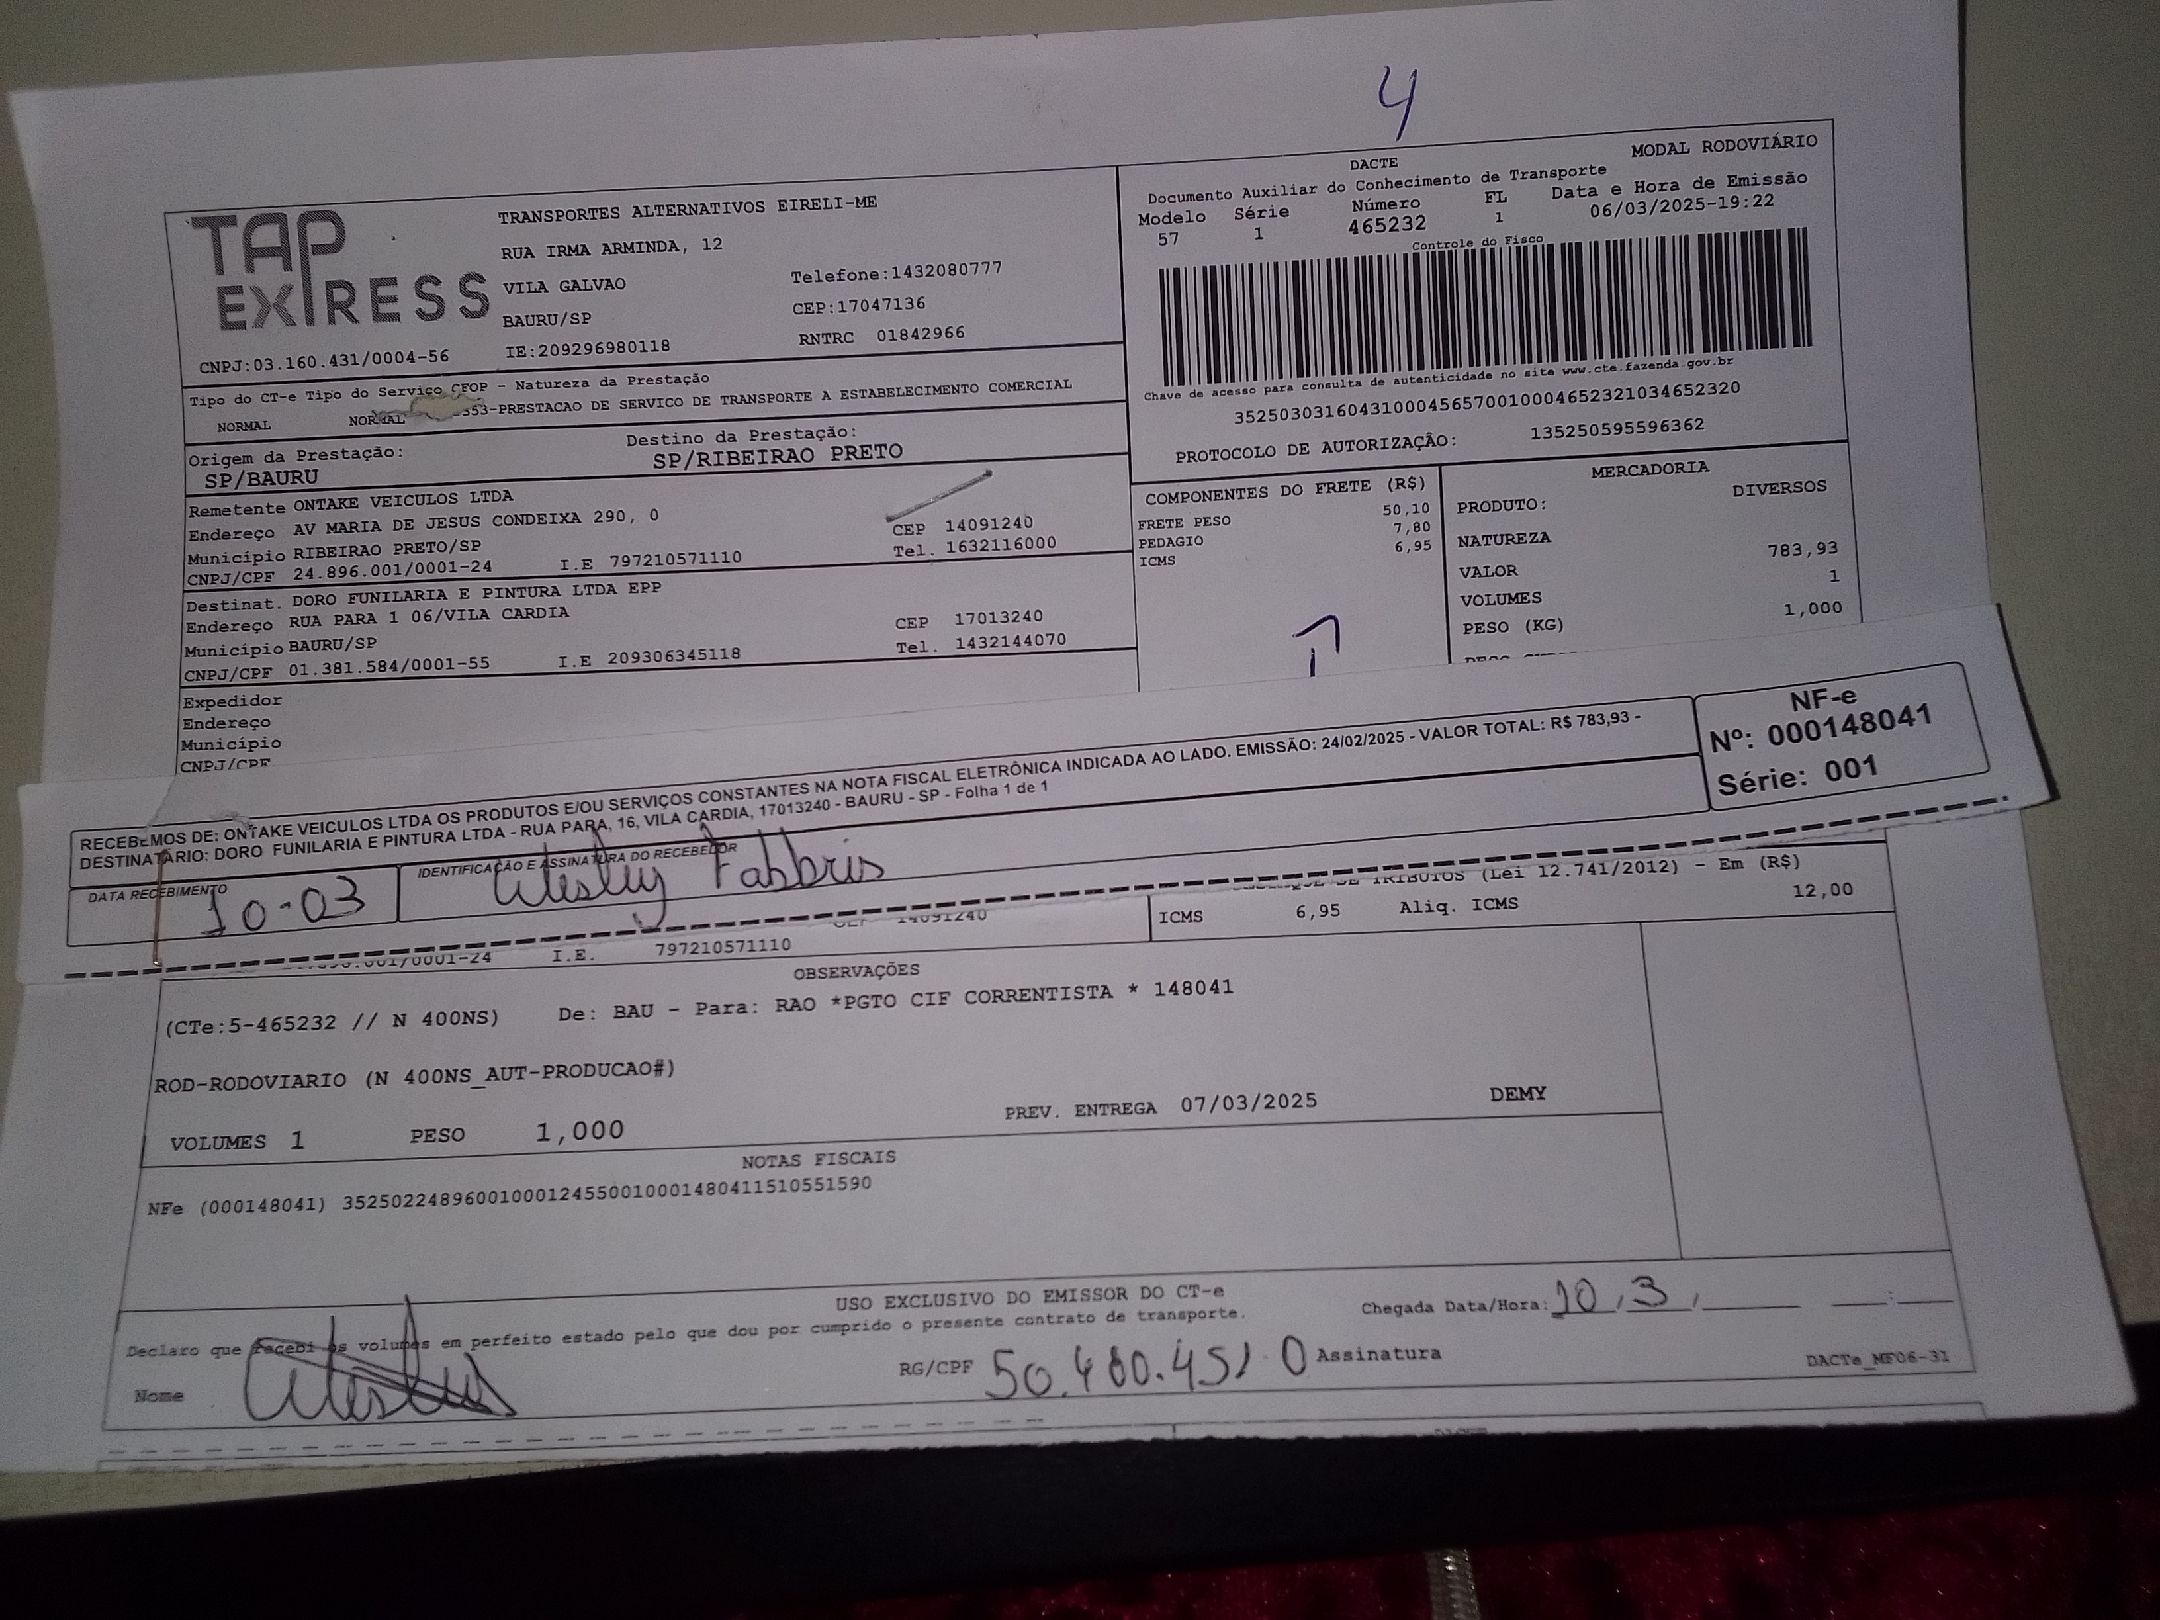 4
TAP EXPRESS
TRANSPORTES ALTERNATIVOS EIRELI-ME
RUA IRMA ARMINDA, 12
VILA GALVAO Telefone:1432080777
BAURU/SP CEP:17047136
CNPJ:03.160.431/0004-56 IE:209296980118 RNTRC 01842966
DACTE MODAL RODOVIÁRIO
Documento Auxiliar do Conhecimento de Transporte
Modelo Série Número FL Data e Hora de Emissão
57 1 465232 1 06/03/2025-19:22
Controle do Fisco
Chave de acesso para consulta de autenticidade no site www.cte.fazenda.gov.br
35250303160431000456570010004652321034652320
PROTOCOLO DE AUTORIZAÇÃO: 135250595596362
Tipo do CT-e Tipo do Serviço CFOP - Natureza da Prestação
NORMAL NORMAL 353-PRESTACAO DE SERVICO DE TRANSPORTE A ESTABELECIMENTO COMERCIAL
Origem da Prestação: Destino da Prestação:
SP/BAURU SP/RIBEIRAO PRETO
Remetente ONTAKE VEICULOS LTDA
Endereço AV MARIA DE JESUS CONDEIXA 290, 0 CEP 14091240
Município RIBEIRAO PRETO/SP Tel. 1632116000
CNPJ/CPF 24.896.001/0001-24 I.E 797210571110
Destinat. DORO FUNILARIA E PINTURA LTDA EPP
Endereço RUA PARA 1 06/VILA CARDIA CEP 17013240
Município BAURU/SP Tel. 1432144070
CNPJ/CPF 01.381.584/0001-55 I.E 209306345118
Expedidor
Endereço
Município
CNPJ/CPF
COMPONENTES DO FRETE (R$)
FRETE PESO 50,10
PEDAGIO 7,80
ICMS 6,95
MERCADORIA
PRODUTO: DIVERSOS
NATUREZA
VALOR 783,93
VOLUMES 1
PESO (KG) 1,000
RECEBEMOS DE: ONTAKE VEICULOS LTDA OS PRODUTOS E/OU SERVIÇOS CONSTANTES NA NOTA FISCAL ELETRÔNICA INDICADA AO LADO. EMISSÃO: 24/02/2025 - VALOR TOTAL: R$ 783,93 -
DESTINATÁRIO: DORO FUNILARIA E PINTURA LTDA - RUA PARA, 16, VILA CARDIA, 17013240 - BAURU - SP - Folha 1 de 1
NF-e
Nº: 000148041
Série: 001
DATA RECEBIMENTO IDENTIFICAÇÃO E ASSINATURA DO RECEBEDOR
10-03 Wesley Fabbris
TRIBUTOS (Lei 12.741/2012) - Em (R$)
ICMS 6,95 Aliq. ICMS 12,00
CEP 14091240
.896.001/0001-24 I.E. 797210571110
OBSERVAÇÕES
(CTe:5-465232 // N 400NS) De: BAU - Para: RAO *PGTO CIF CORRENTISTA * 148041
ROD-RODOVIARIO (N 400NS_AUT-PRODUCAO#)
VOLUMES 1 PESO 1,000 PREV. ENTREGA 07/03/2025 DEMY
NOTAS FISCAIS
NFe (000148041) 35250224896001000124550010001480411510551590
USO EXCLUSIVO DO EMISSOR DO CT-e
Declaro que recebi os volumes em perfeito estado pelo que dou por cumprido o presente contrato de transporte. Chegada Data/Hora: 10,3,
Nome Wesley RG/CPF 50.480.451-0 Assinatura DACTe_MF06-31